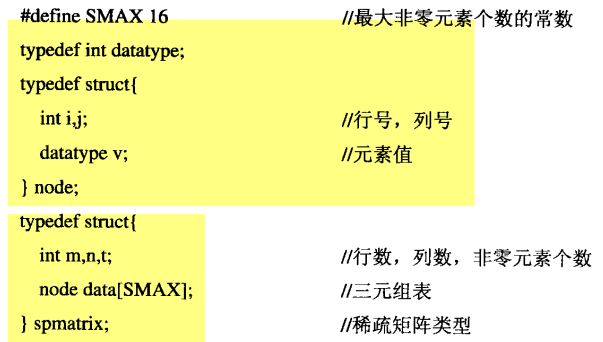 #define SMAX 16 //最大非零元素个数的常数
typedef int datatype;
typedef struct{
int i,j; //行号，列号
datatype v; //元素值
} node;
typedef struct{
int m,n,t; //行数，列数，非零元素个数
node data[SMAX]; //三元组表
} spmatrix; //稀疏矩阵类型